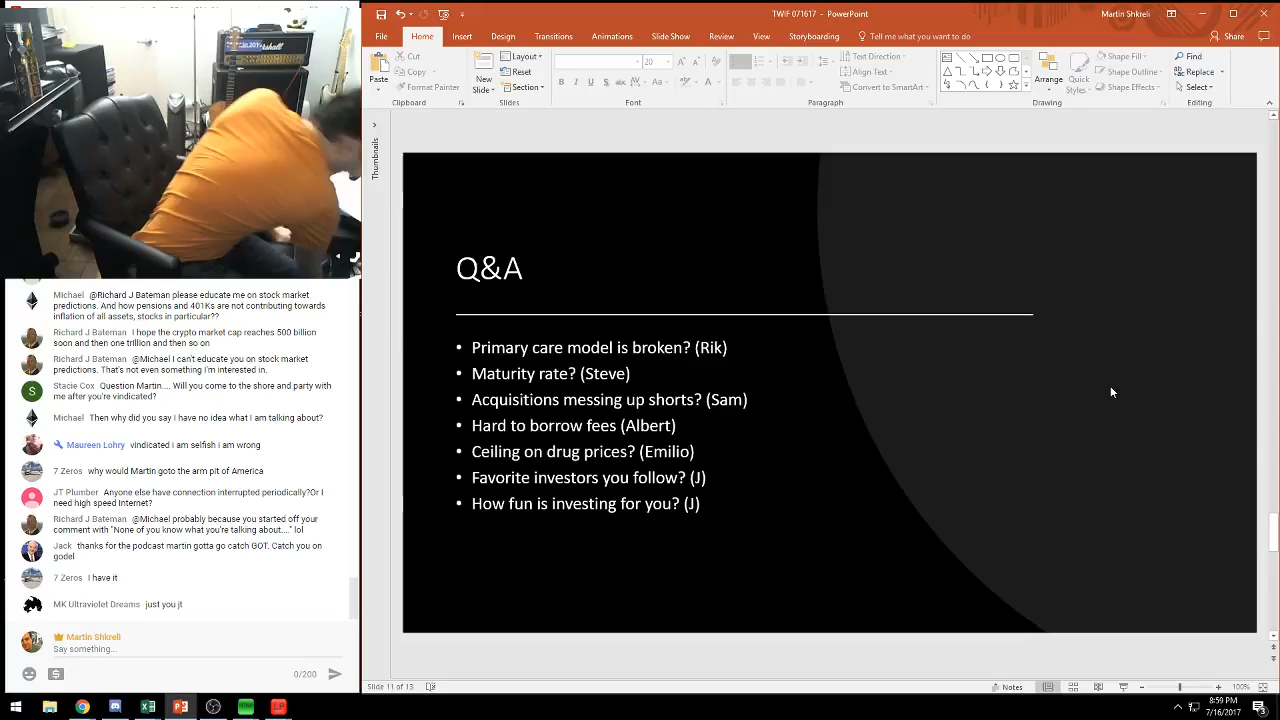 Marshall
TWIF 071617 - PowerPoint
Martin Shkreli
File
Home
Insert
Design
Transitions
Animations
Slide Show
Review
View
Storyboarding
Tell me what you want to do
Share
Paste
Cut
Copy
Format Painter
Clipboard
New Slide
Layout
Reset
Section
Slides
20
Font
Text Direction
Align Text
Convert to SmartArt
Paragraph
Arrange
Quick Styles
Shape Fill
Shape Outline
Shape Effects
Drawing
Find
Replace
Select
Editing
Thumbnails
Q&A
• Primary care model is broken? (Rik)
• Maturity rate? (Steve)
• Acquisitions messing up shorts? (Sam)
• Hard to borrow fees (Albert)
• Ceiling on drug prices? (Emilio)
• Favorite investors you follow? (J)
• How fun is investing for you? (J)
Michael @Richard J Bateman please educate me on stock market
predictions. And how pensions and 401Ks are not contributing towards
inflation of all assets, stocks in particular??
Richard J Bateman I hope the crypto market cap reaches 500 billion
soon and then one trillion and then so on
Richard J Bateman @Michael I can't educate you on stock market
predictions. That's not even something I'm interested in.
S
Stacie Cox Question Martin.... Will you come to the shore and party with
me after you're vindicated?
Michael Then why did you say i have no idea what I am talking about?
Maureen Lohry vindicated i am selfish i am wrong
7 Zeros why would Martin goto the arm pit of America
JT Plumber Anyone else have connection interrupted periodically?Or I
need high speed Internet?
Richard J Bateman @Michael probably because you started off your
comment with "None of you know what you're talking about...." lol
Jack thanks for the podcast martin gotta go catch GOT. Catch you on
godel
7 Zeros I have it
MK Ultraviolet Dreams just you jt
Martin Shkreli
Say something...
0/200
Slide 11 of 13
Notes
100%
8:59 PM
7/16/2017